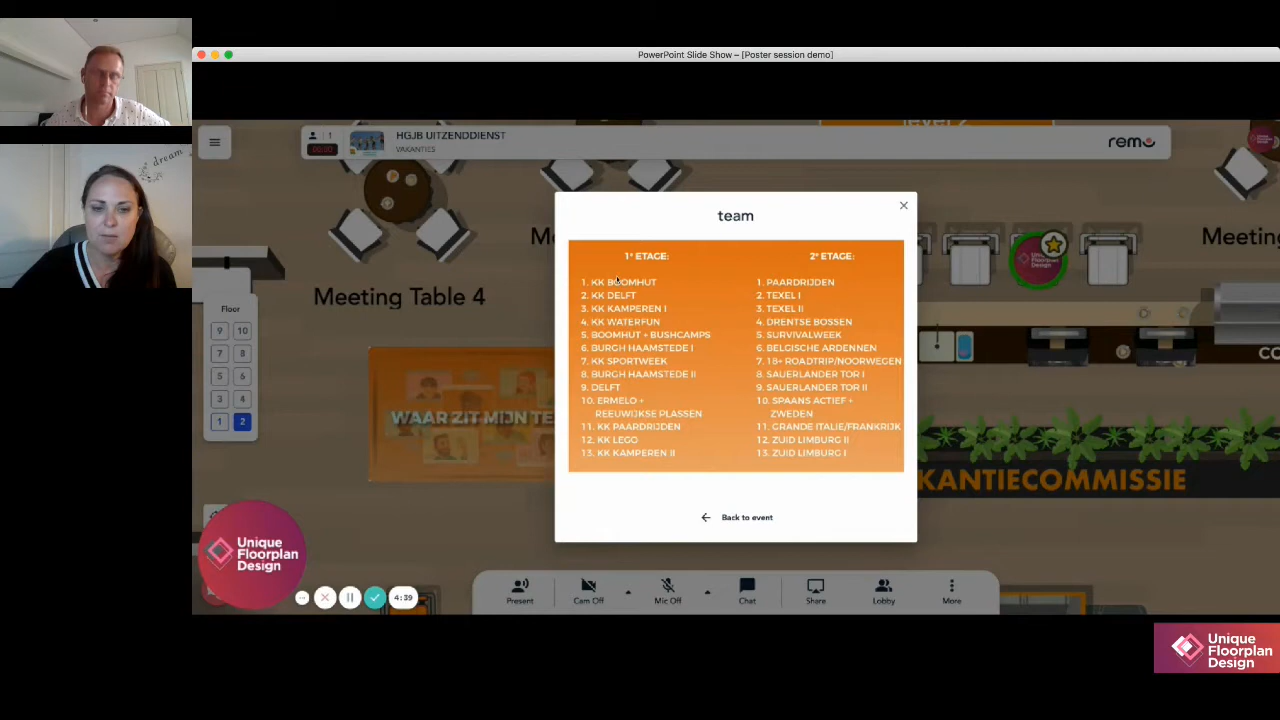 PowerPoint Slide Show – [Poster session demo]
dream
1
00:00
HGJB UITZENDDIENST
VAKANTIES
remo
team
1e ETAGE:
1. KK BOOMHUT
2. KK DELFT
3. KK KAMPEREN I
4. KK WATERFUN
5. BOOMHUT + BUSHCAMPS
6. BURGH HAAMSTEDE I
7. KK SPORTWEEK
8. BURGH HAAMSTEDE II
9. DELFT
10. ERMELO +
REEUWIJKSE PLASSEN
11. KK PAARDRIJDEN
12. KK LEGO
13. KK KAMPEREN II
2e ETAGE:
1. PAARDRIJDEN
2. TEXEL I
3. TEXEL II
4. DRENTSE BOSSEN
5. SURVIVALWEEK
6. BELGISCHE ARDENNEN
7. 18+ ROADTRIP/NOORWEGEN
8. SAUERLANDER TOR I
9. SAUERLANDER TOR II
10. SPAANS ACTIEF +
ZWEDEN
11. GRANDE ITALIE/FRANKRIJK
12. ZUID LIMBURG II
13. ZUID LIMBURG I
Back to event
Meeting Table 4
Meeting
Floor
9 10
7 8
5 6
3 4
1 2
WAAR ZIT MIJN TE
KANTIECOMMISSIE
CO
Unique
Floorplan
Design
4:39
Present
Cam Off
Mic Off
Chat
Share
Lobby
More
Unique
Floorplan
Design